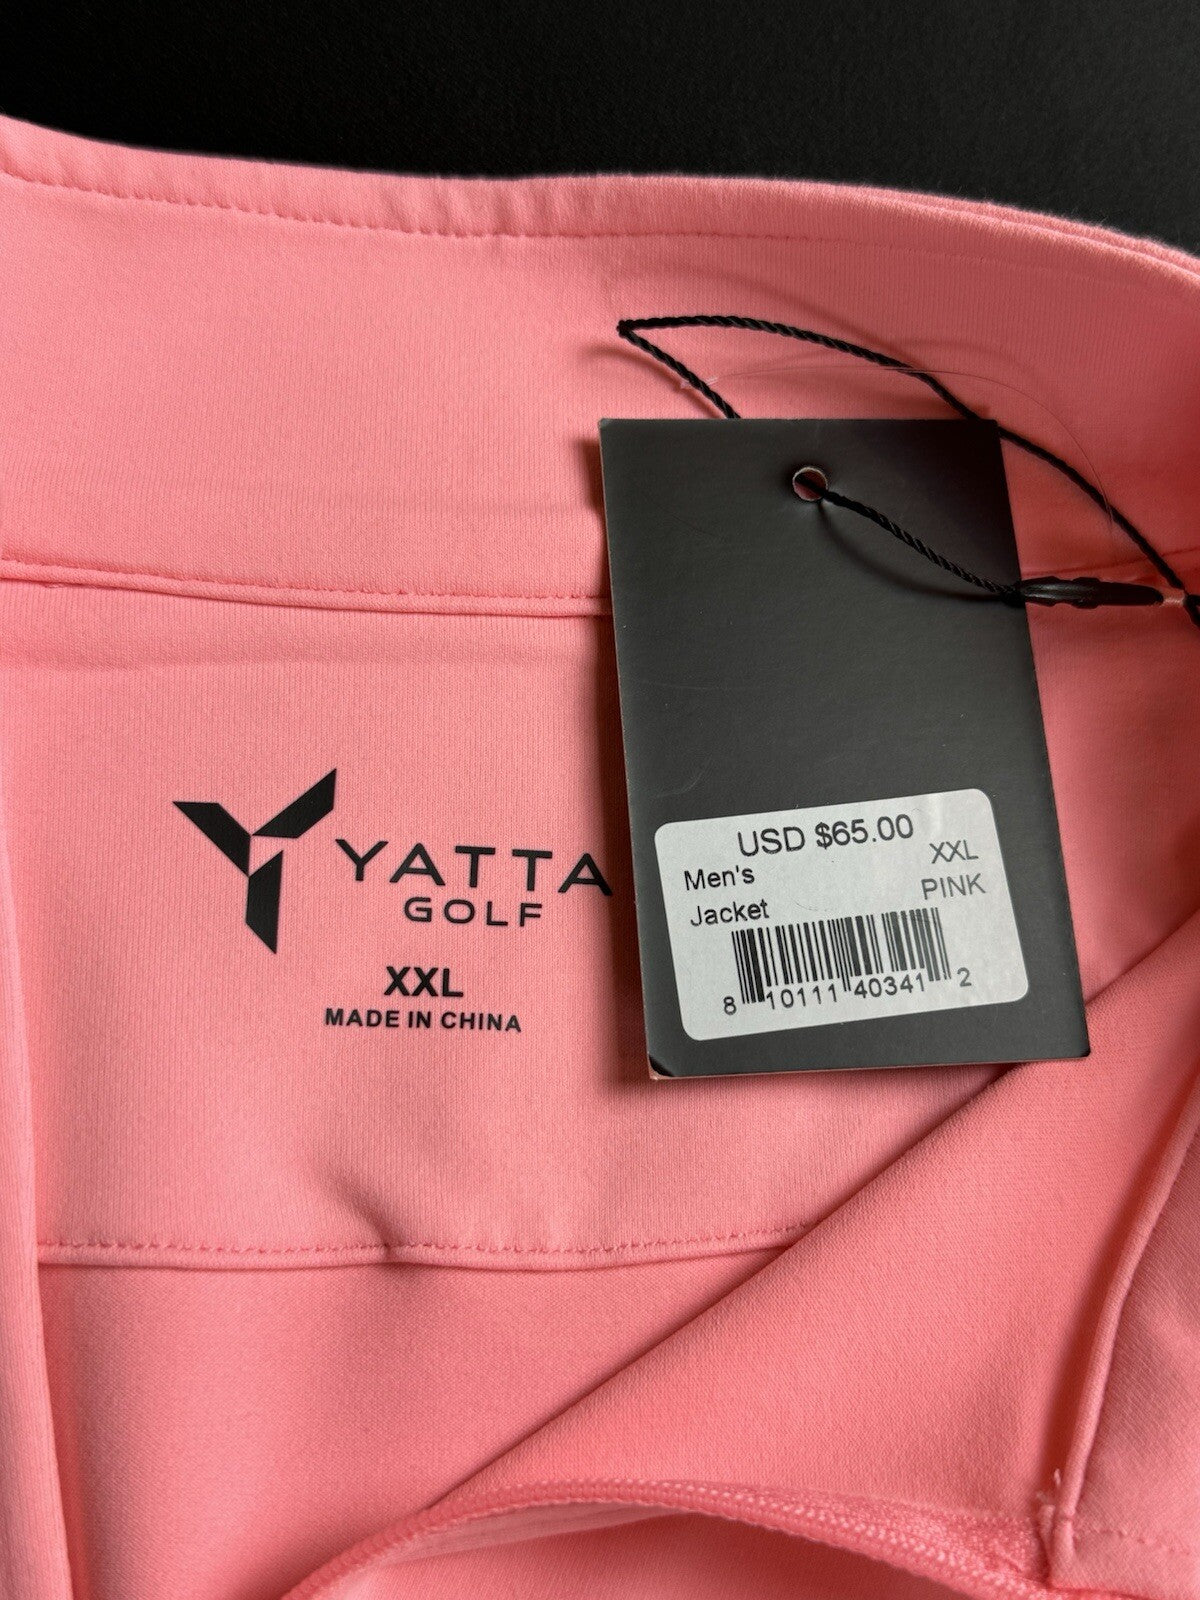 YATTA
GOLF
XXL
MADE IN CHINA
USD $65.00
Men's
XXL
Jacket
PINK
8 10111 40341 2